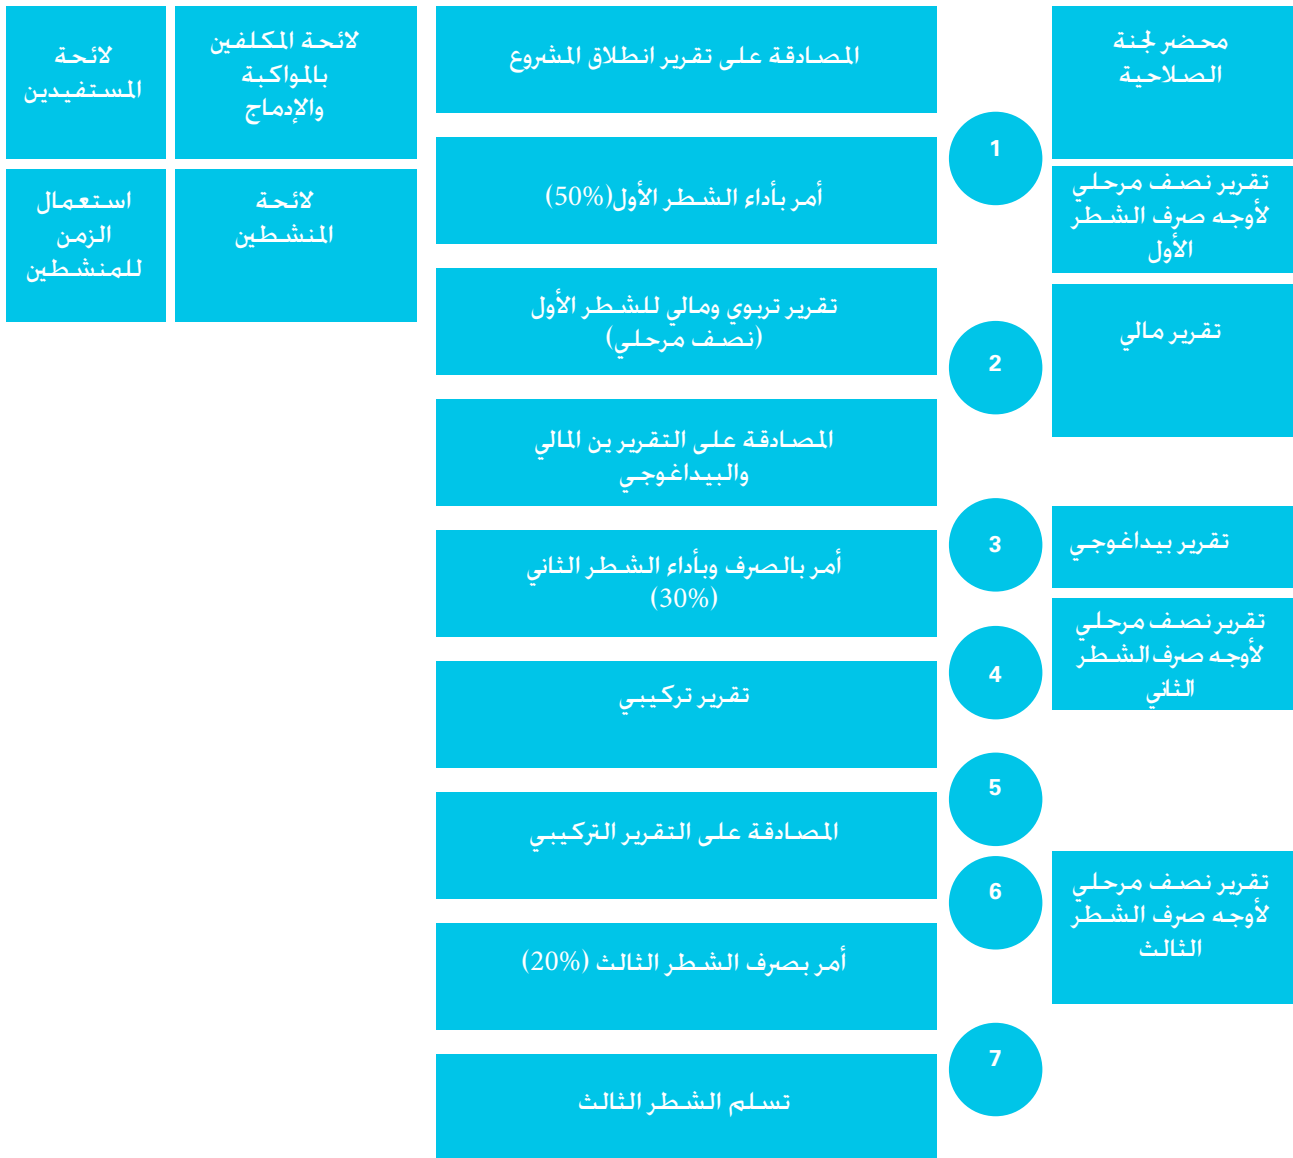 محضر لجنة
الصلاحية
تقرير نصف مرحلي
لأوجه صرف الشطر
الأول
تقرير مالي
تقرير بيداغوجي
تقرير نصف مرحلي
لأوجه صرف الشطر
الثاني
تقرير نصف مرحلي
لأوجه صرف الشطر
الثالث
1
2
3
4
5
6
7
المصادقة على تقرير انطلاق المشروع
أمر بأداء الشطر الأول(50%)
تقرير تربوي ومالي للشطر الأول
(نصف مرحلي)
المصادقة على التقرير ين المالي
والبيداغوجي
أمر بالصرف وبأداء الشطر الثاني
(30%)
تقرير تركيبي
المصادقة على التقرير التركيبي
أمر بصرف الشطر الثالث (20%)
تسلم الشطر الثالث
لائحة المكلفين
بالمواكبة
والإدماج
لائحة
المنشطين
لائحة
المستفيدين
استعمال
الزمن
للمنشطين